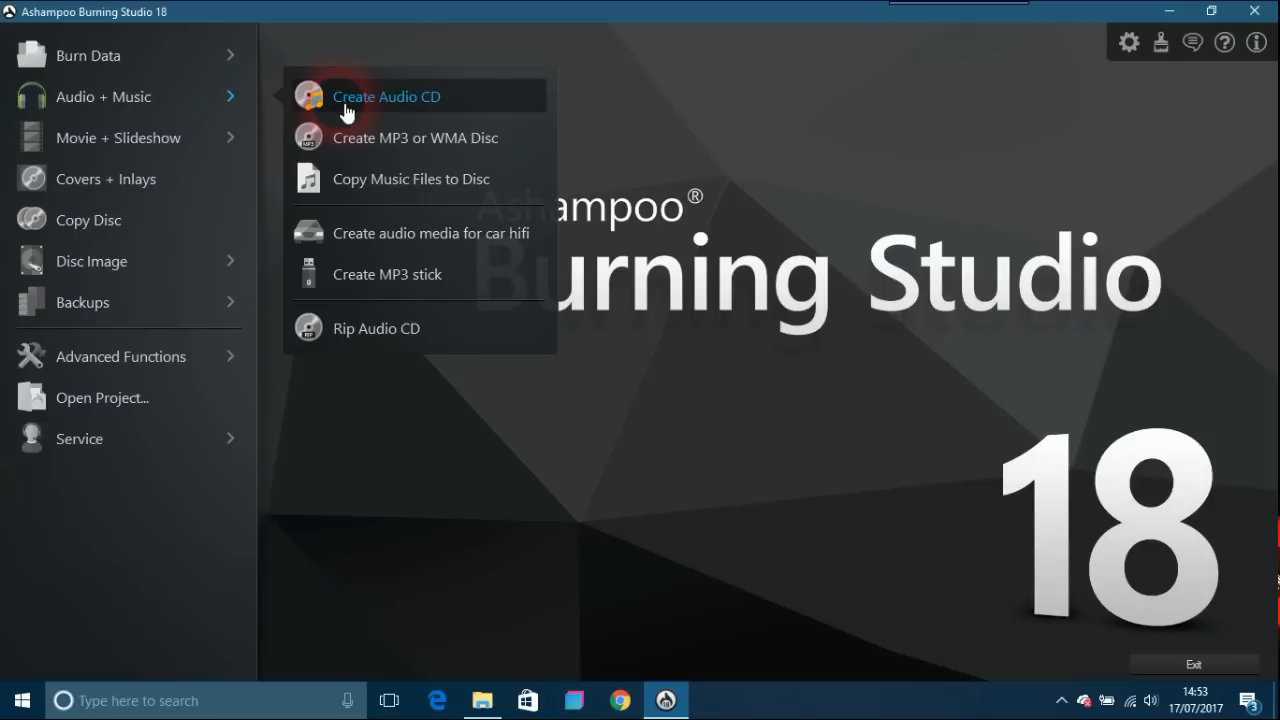 Ashampoo Burning Studio 18
Burn Data
Audio + Music
Movie + Slideshow
Covers + Inlays
Copy Disc
Disc Image
Backups
Advanced Functions
Open Project...
Service
Create Audio CD
Create MP3 or WMA Disc
MP3
Copy Music Files to Disc
Create audio media for car hifi
Create MP3 stick
Rip Audio CD
RIP
Ashampoo®
Burning Studio
18
Exit
Type here to search
14:53
17/07/2017
3